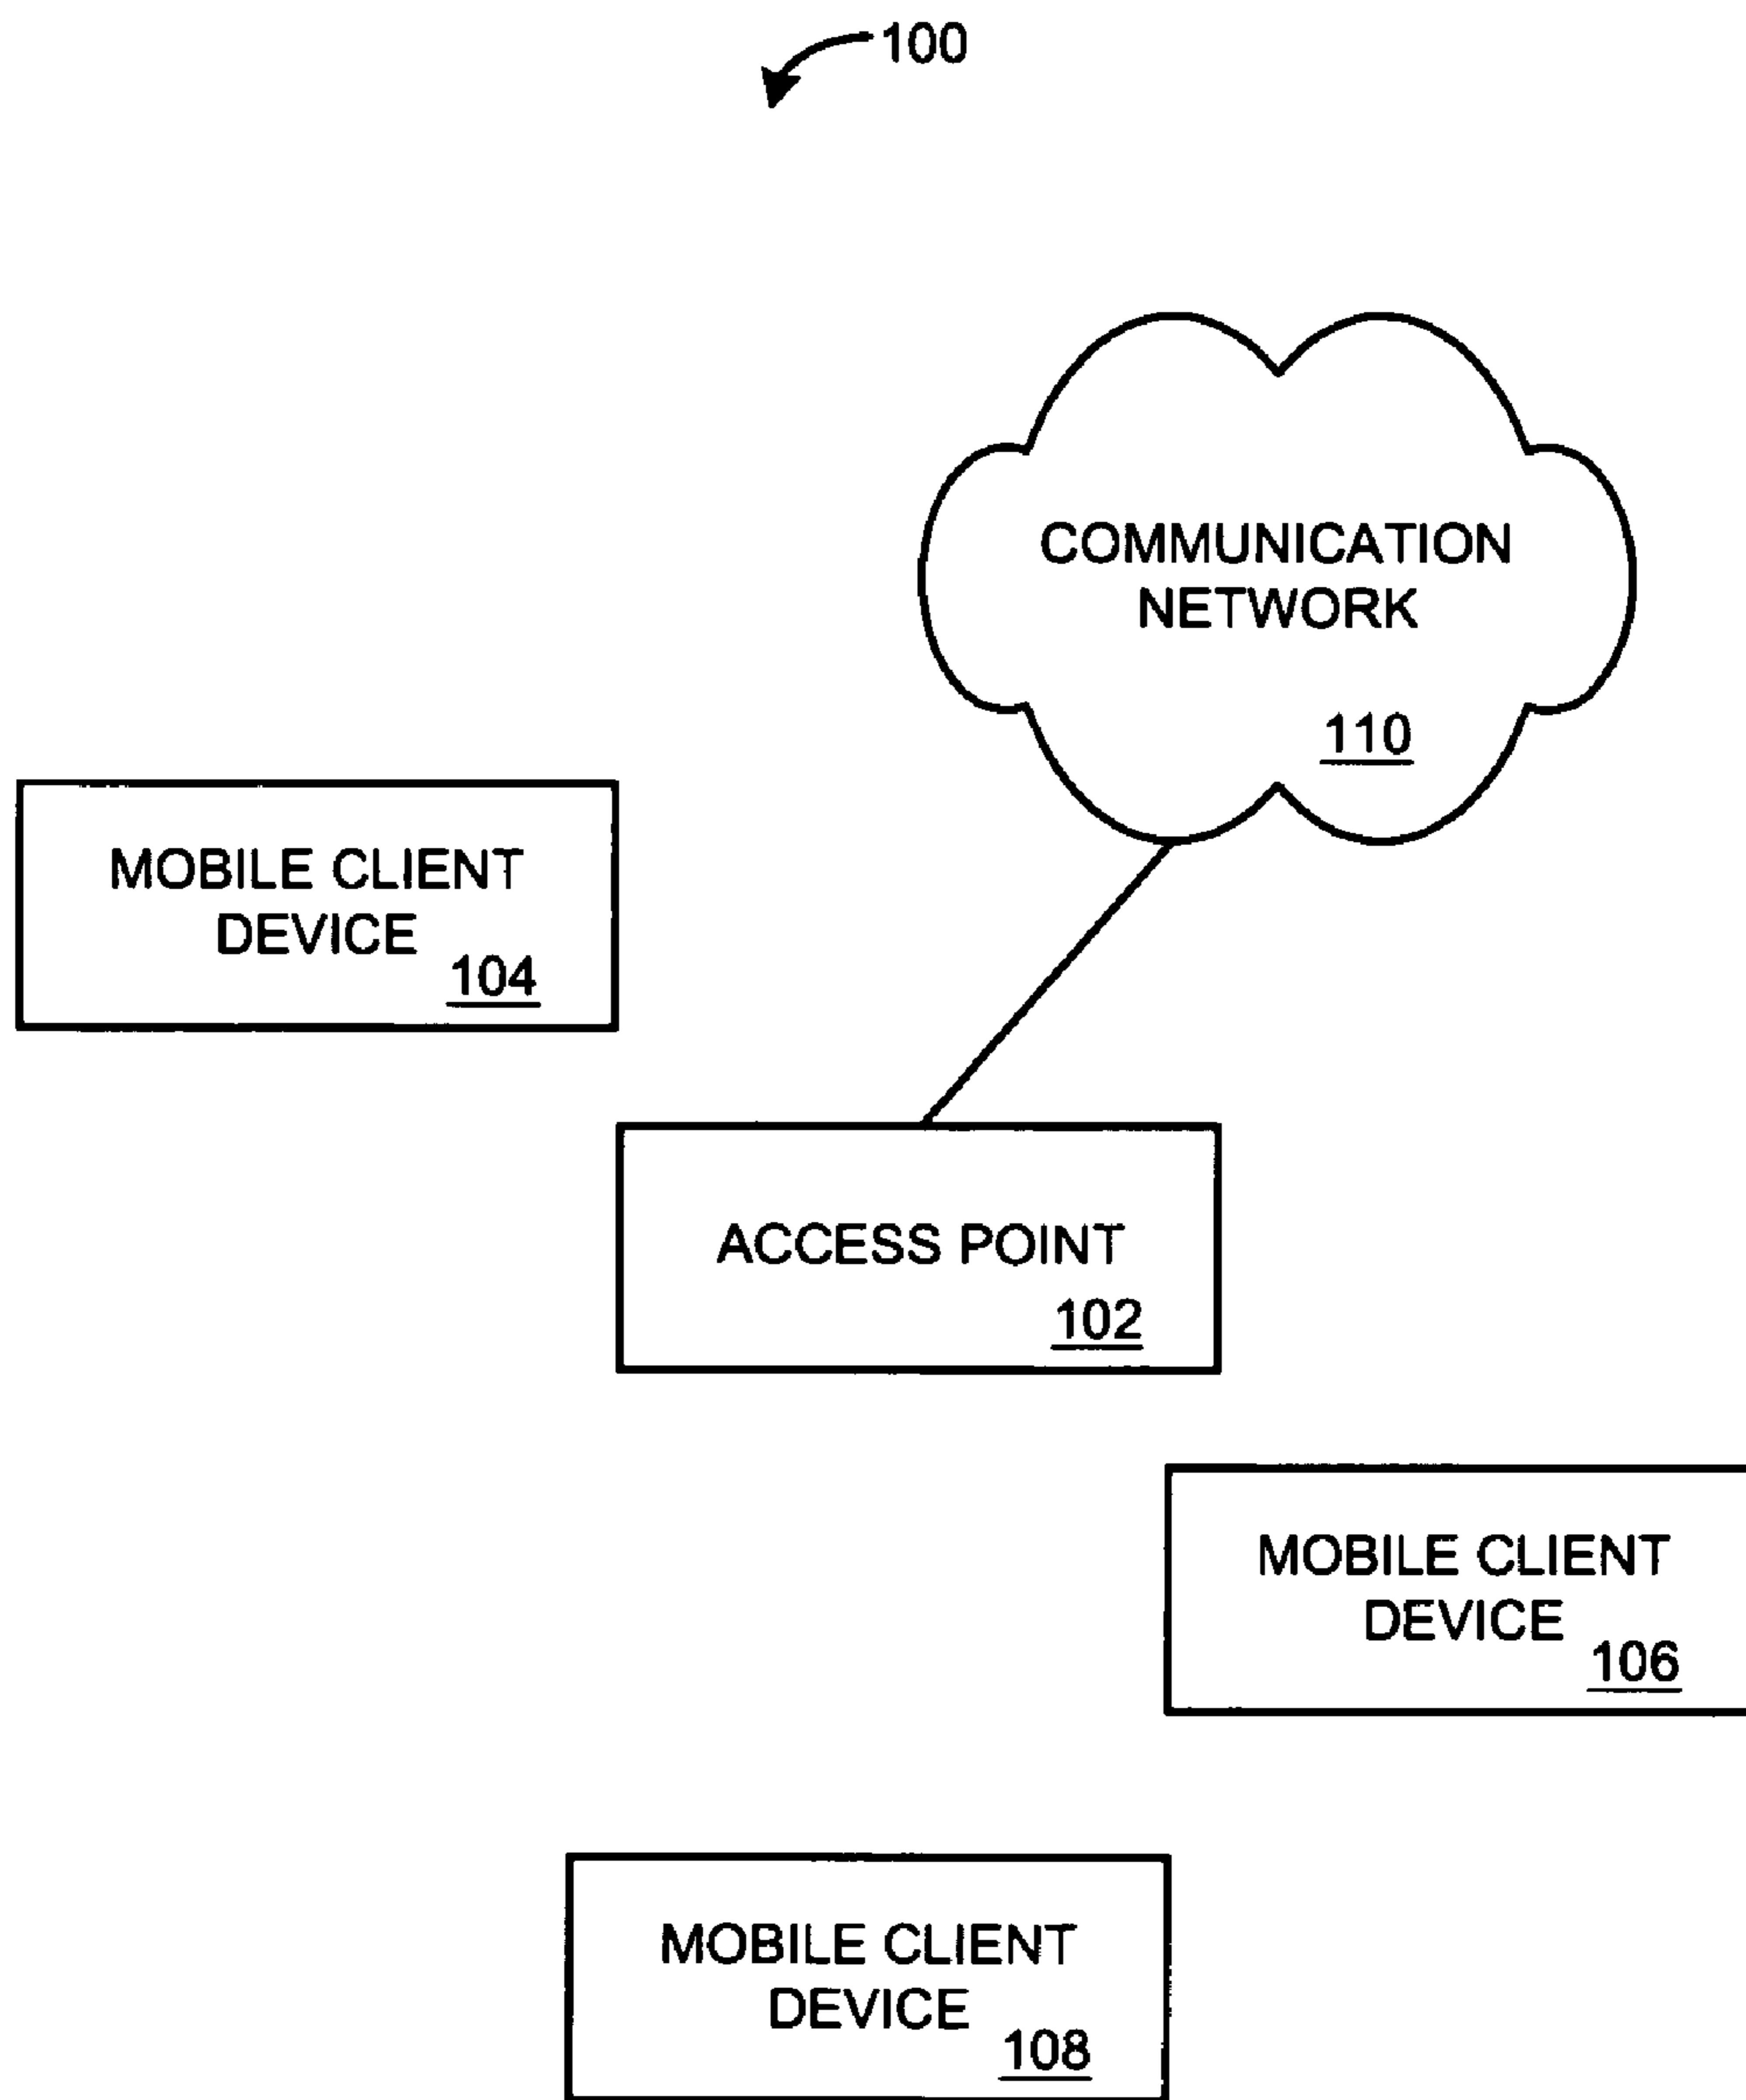 100
COMMUNICATION
NETWORK
110
MOBILE CLIENT
DEVICE
104
ACCESS POINT
102
MOBILE CLIENT
DEVICE
106
MOBILE CLIENT
DEVICE
108